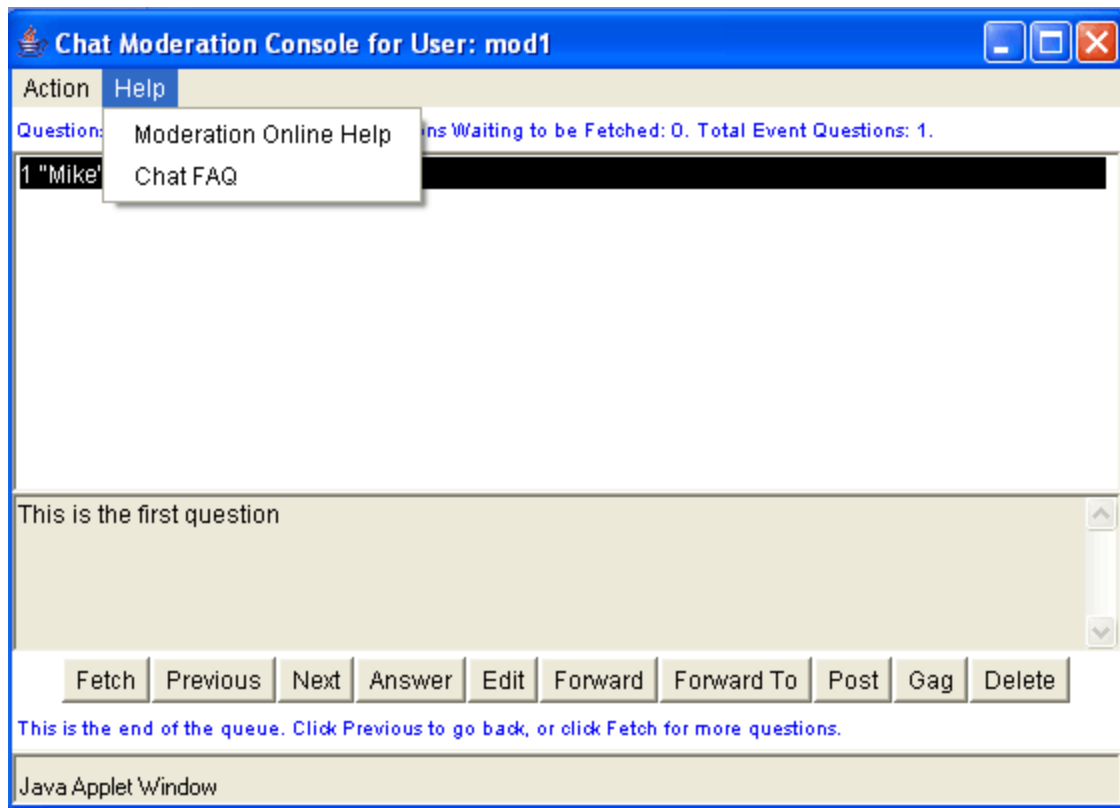 Chat Moderation Console for User: mod1
Action Help
Question ns Waiting to be Fetched: 0. Total Event Questions: 1.
Moderation Online Help
1 "Mike"
Chat FAQ
This is the first question
Fetch Previous Next Answer Edit Forward Forward To Post Gag Delete
This is the end of the queue. Click Previous to go back, or click Fetch for more questions.
Java Applet Window